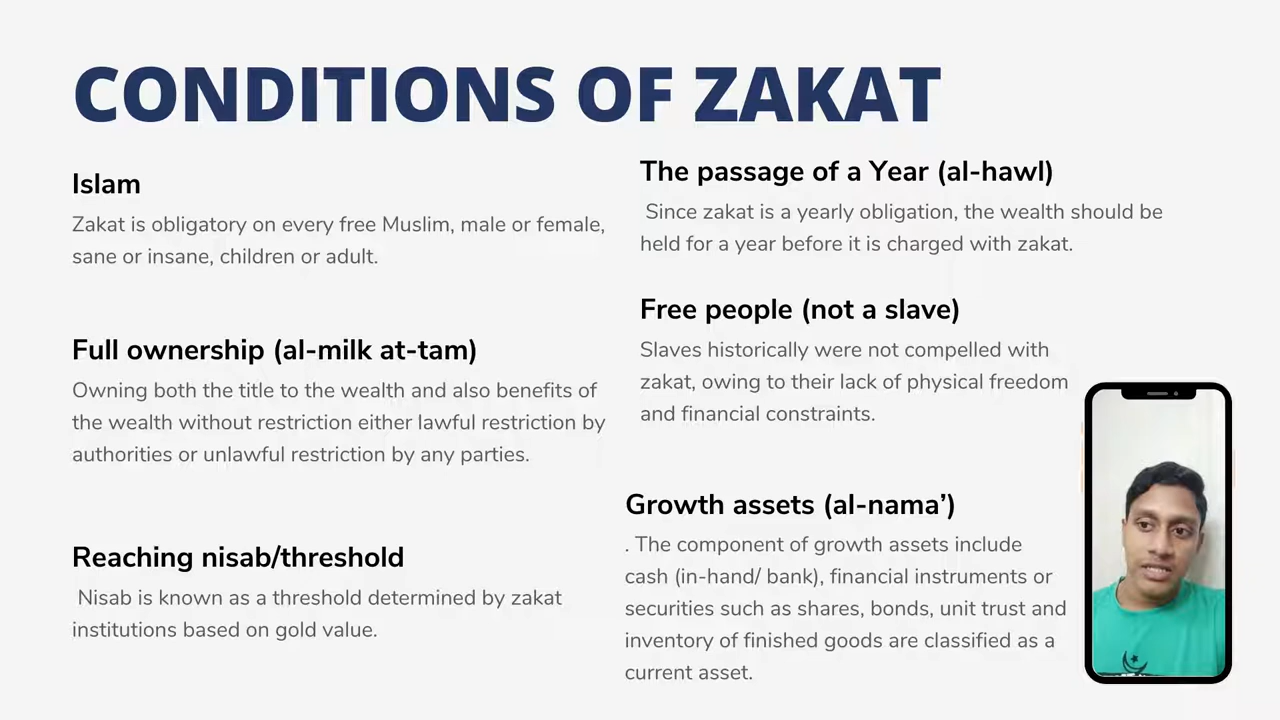 CONDITIONS OF ZAKAT
Islam
Zakat is obligatory on every free Muslim, male or female,
sane or insane, children or adult.
Full ownership (al-milk at-tam)
Owning both the title to the wealth and also benefits of
the wealth without restriction either lawful restriction by
authorities or unlawful restriction by any parties.
Reaching nisab/threshold
Nisab is known as a threshold determined by zakat
institutions based on gold value.
The passage of a Year (al-hawl)
Since zakat is a yearly obligation, the wealth should be
held for a year before it is charged with zakat.
Free people (not a slave)
Slaves historically were not compelled with
zakat, owing to their lack of physical freedom
and financial constraints.
Growth assets (al-nama’)
. The component of growth assets include
cash (in-hand/ bank), financial instruments or
securities such as shares, bonds, unit trust and
inventory of finished goods are classified as a
current asset.